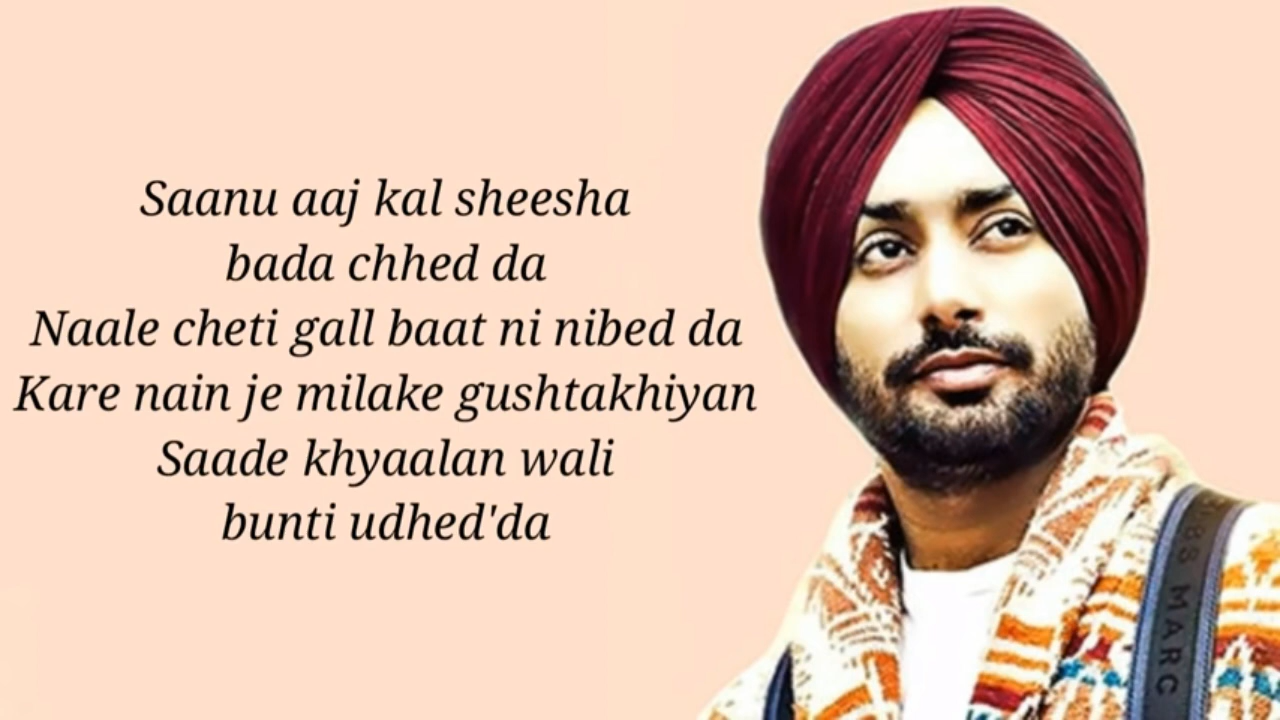 Saanu aaj kal sheesha
bada chhed da
Naale cheti gall baat ni nibed da
Kare nain je milake gushtakhiyan
Saade khyaalan wali
bunti udhed'da
MARC